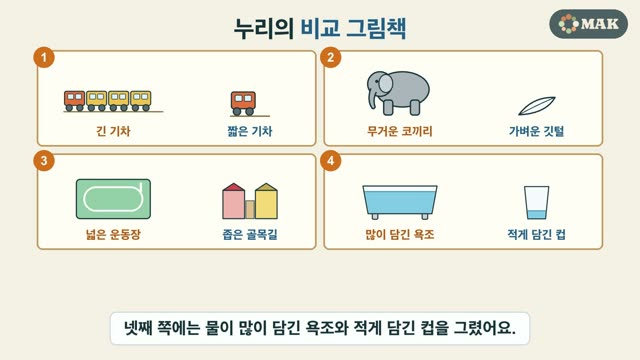 누리의 비교 그림책
MAK
1
긴 기차
짧은 기차
2
무거운 코끼리
가벼운 깃털
3
넓은 운동장
좁은 골목길
4
많이 담긴 욕조
적게 담긴 컵
넷째 쪽에는 물이 많이 담긴 욕조와 적게 담긴 컵을 그렸어요.